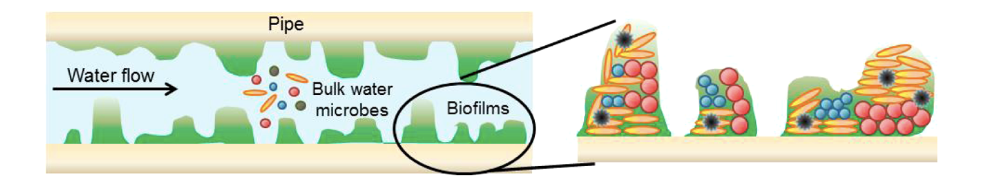 Pipe
Water flow
Bulk water
microbes
Biofilms